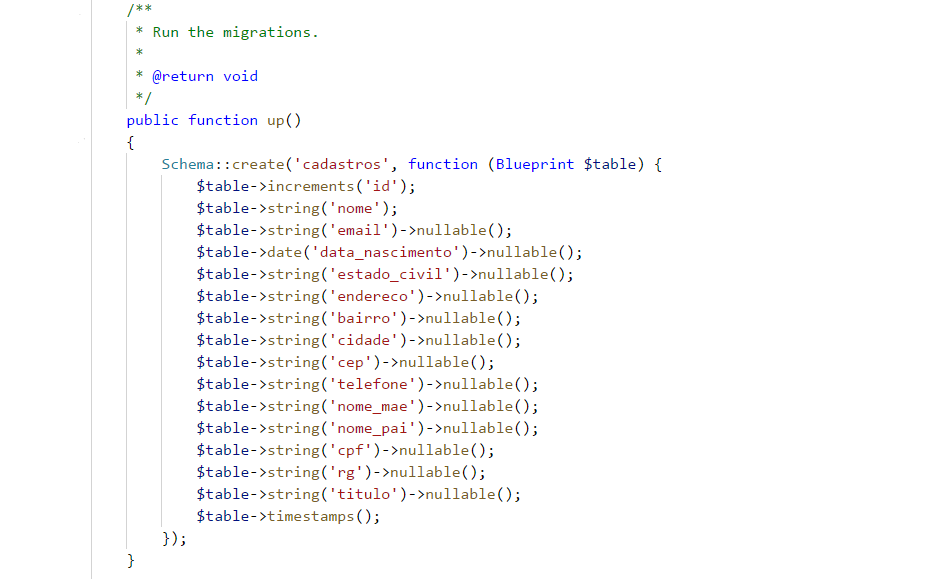 /**
 * Run the migrations.
 *
 * @return void
 */
public function up()
{
    Schema::create('cadastros', function (Blueprint $table) {
        $table->increments('id');
        $table->string('nome');
        $table->string('email')->nullable();
        $table->date('data_nascimento')->nullable();
        $table->string('estado_civil')->nullable();
        $table->string('endereco')->nullable();
        $table->string('bairro')->nullable();
        $table->string('cidade')->nullable();
        $table->string('cep')->nullable();
        $table->string('telefone')->nullable();
        $table->string('nome_mae')->nullable();
        $table->string('nome_pai')->nullable();
        $table->string('cpf')->nullable();
        $table->string('rg')->nullable();
        $table->string('titulo')->nullable();
        $table->timestamps();
    });
}